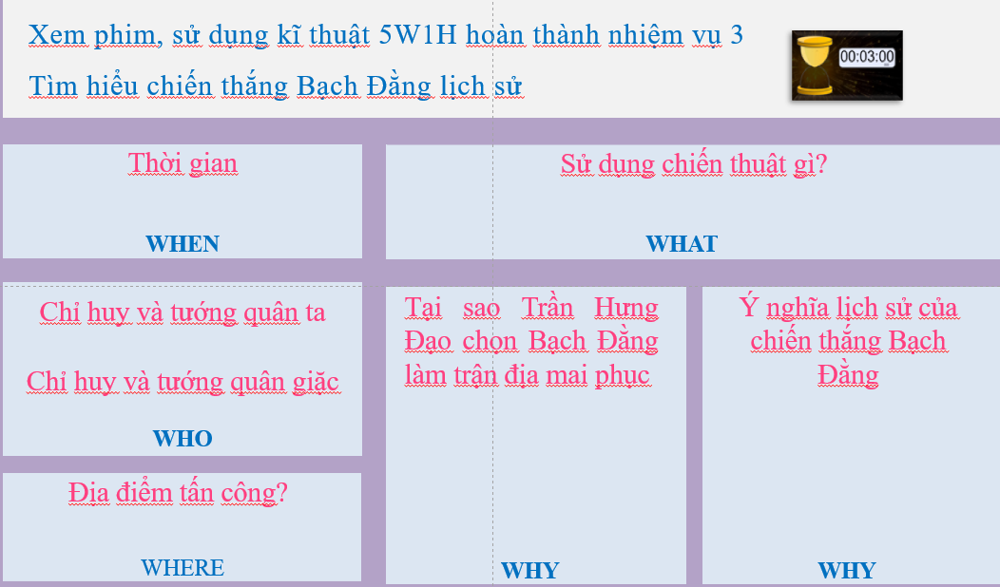 Xem phim, sử dụng kĩ thuật 5W1H hoàn thành nhiệm vụ 3
Tìm hiểu chiến thắng Bạch Đằng lịch sử
00:03:00
Thời gian
WHEN
Sử dụng chiến thuật gì?
WHAT
Chỉ huy và tướng quân ta
Chỉ huy và tướng quân giặc
WHO
Địa điểm tấn công?
WHERE
Tại sao Trần Hưng
Đạo chọn Bạch Đằng
làm trận địa mai phục
WHY
Ý nghĩa lịch sử của
chiến thắng Bạch
Đằng
WHY